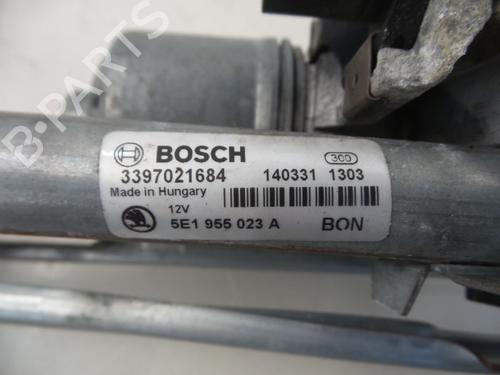 B-PARTS
BOSCH
360
3397021684 140331 1303
Made in Hungary
12V
5E1 955 023 A BON